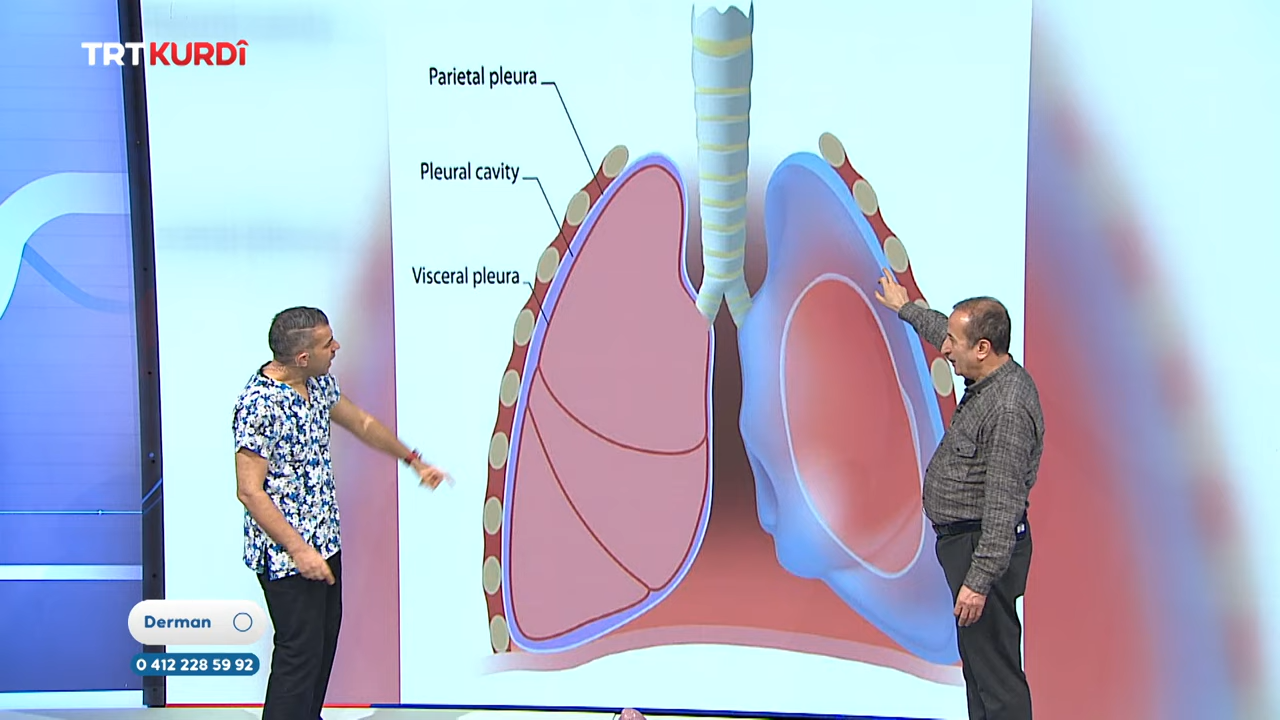 TRT KURDÎ
Parietal pleura
Pleural cavity
Visceral pleura
Derman
0 412 228 59 92